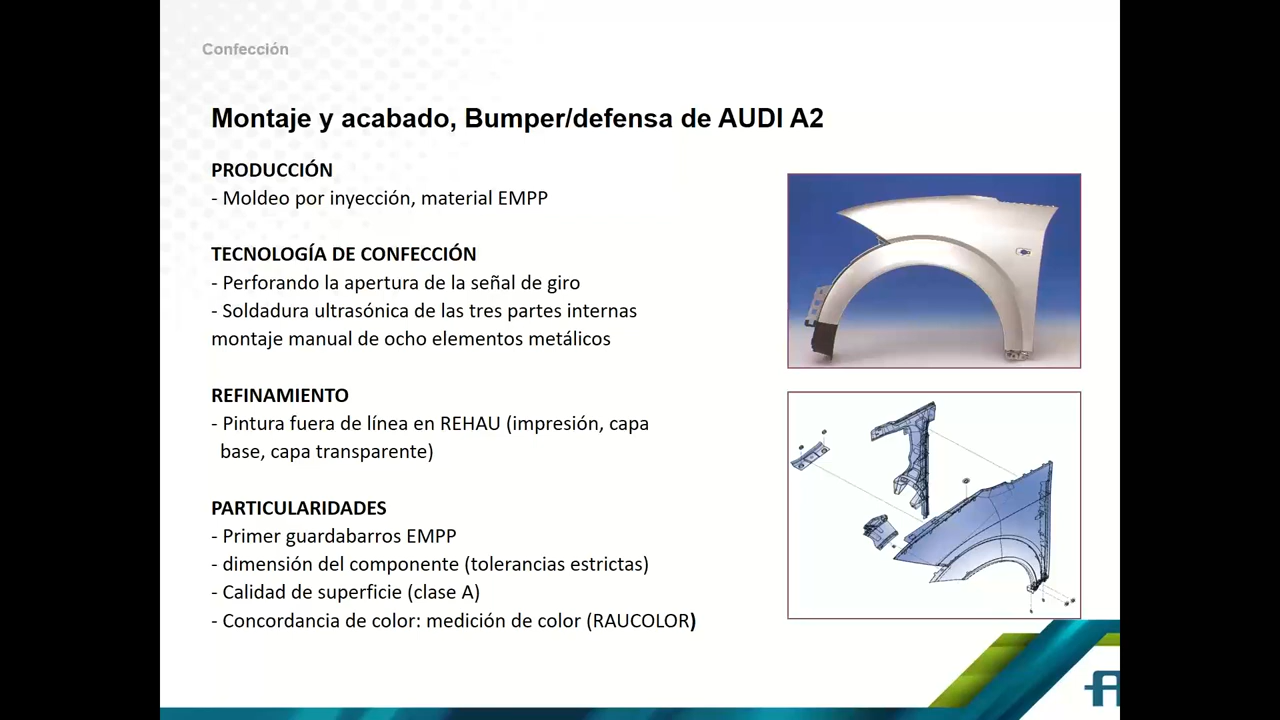 Confección
Montaje y acabado, Bumper/defensa de AUDI A2
PRODUCCIÓN
- Moldeo por inyección, material EMPP
TECNOLOGÍA DE CONFECCIÓN
- Perforando la apertura de la señal de giro
- Soldadura ultrasónica de las tres partes internas
montaje manual de ocho elementos metálicos
REFINAMIENTO
- Pintura fuera de línea en REHAU (impresión, capa
base, capa transparente)
PARTICULARIDADES
- Primer guardabarros EMPP
- dimensión del componente (tolerancias estrictas)
- Calidad de superficie (clase A)
- Concordancia de color: medición de color (RAUCOLOR)